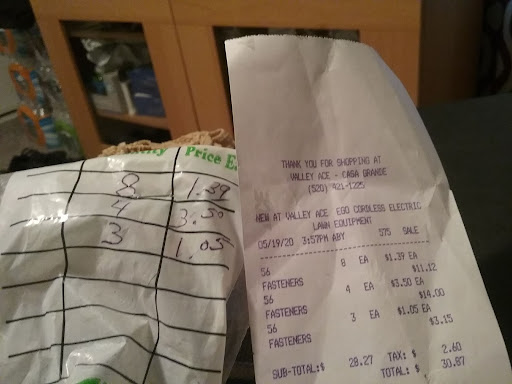 Price E
8 1.39
4 3.50
3 1.05
THANK YOU FOR SHOPPING AT
VALLEY ACE - CASA GRANDE
(520) 421-1225
NEW AT VALLEY ACE EGO CORDLESS ELECTRIC
LAWN EQUIPMENT
05/19/20 3:57PM ABY 575 SALE
56 8 EA $1.39 EA
FASTENERS $11.12
56 4 EA $3.50 EA
FASTENERS $14.00
56 3 EA $1.05 EA
FASTENERS $3.15
SUB-TOTAL:$ 28.27 TAX: $ 2.60
TOTAL: $ 30.87